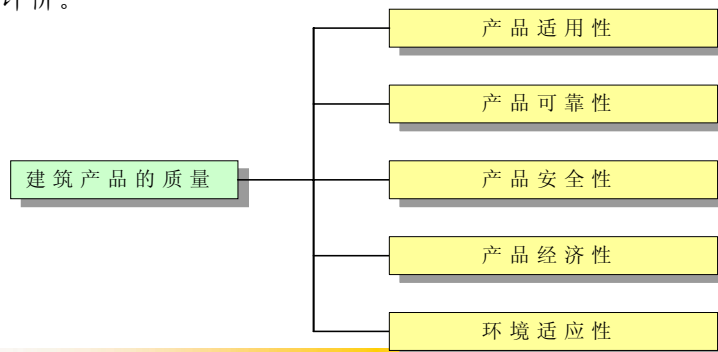 评价。
产品适用性
产品可靠性
建筑产品的质量
产品安全性
产品经济性
环境适应性